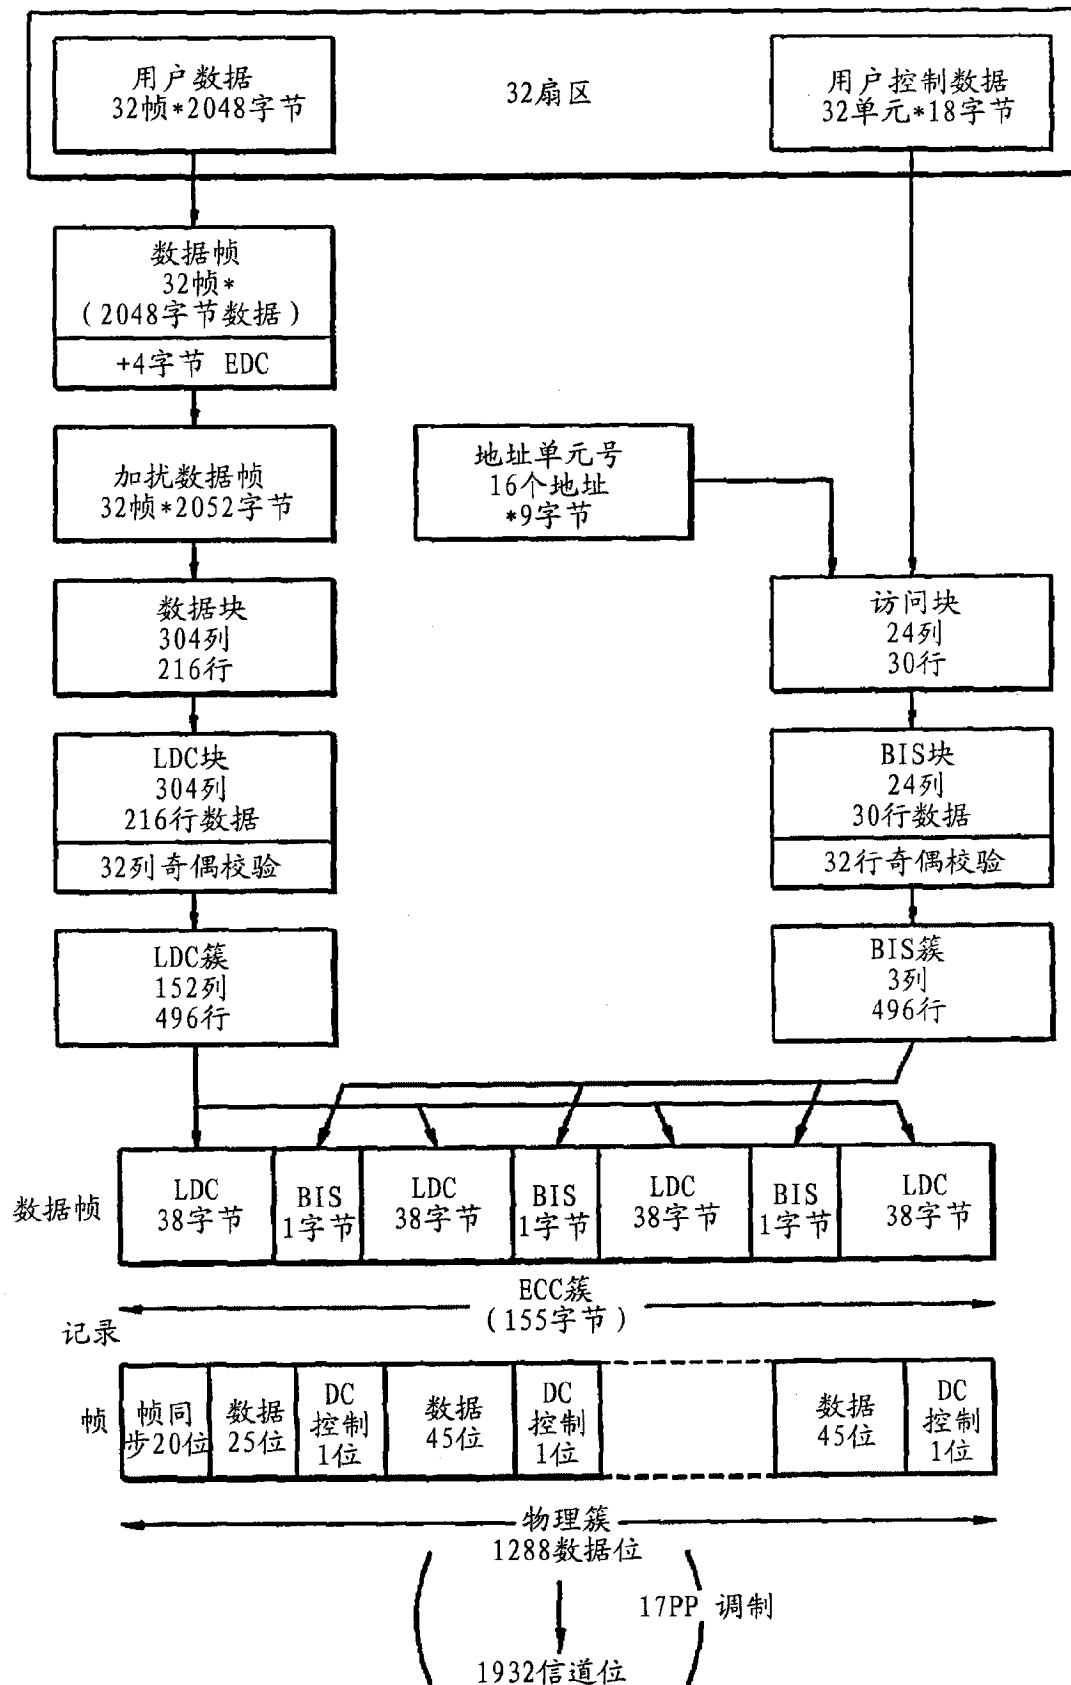 用户数据
32帧*2048字节
32扇区
用户控制数据
32单元*18字节
数据帧
32帧*
(2048字节数据)
+4字节 EDC
加扰数据帧
32帧*2052字节
地址单元号
16个地址
*9字节
数据块
304列
216行
访问块
24列
30行
LDC块
304列
216行数据
32列奇偶校验
BIS块
24列
30行数据
32行奇偶校验
LDC簇
152列
496行
BIS簇
3列
496行
数据帧
LDC
38字节
BIS
1字节
LDC
38字节
BIS
1字节
LDC
38字节
BIS
1字节
LDC
38字节
ECC簇
(155字节)
记录
帧
帧同
步20位
数据
25位
DC
控制
1位
数据
45位
DC
控制
1位
数据
45位
DC
控制
1位
物理簇
1288数据位
17PP 调制
1932信道位